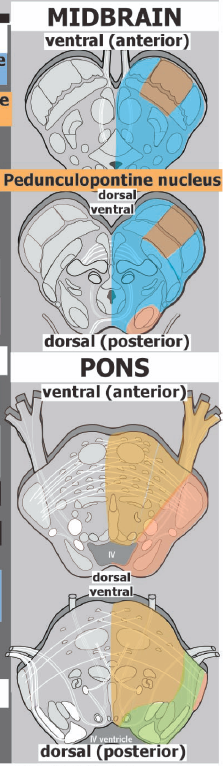 MIDBRAIN
ventral (anterior)
e
e
Pedunculopontine nucleus
dorsal
ventral
dorsal (posterior)
PONS
ventral (anterior)
IV
dorsal
ventral
IV ventricle
dorsal (posterior)